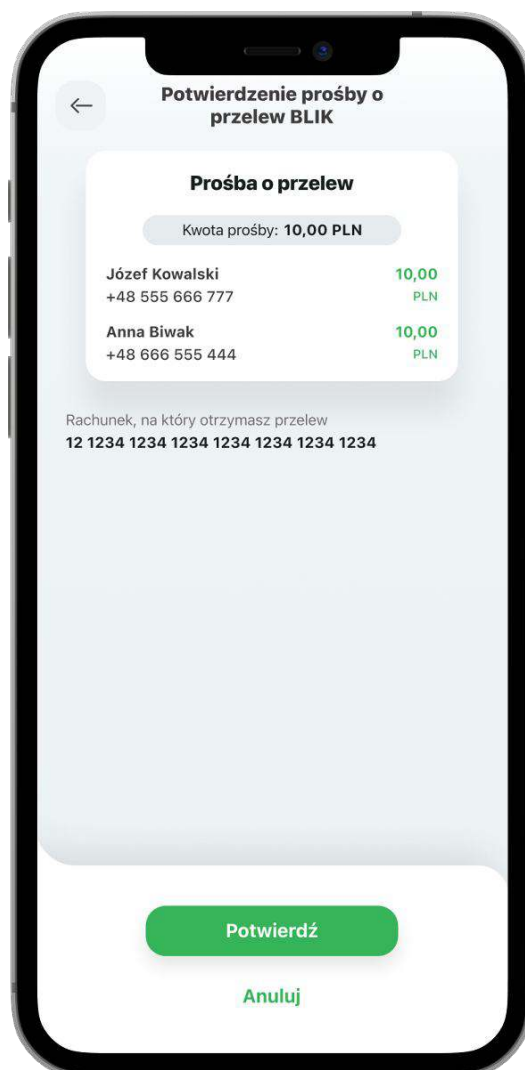 Potwierdzenie prośby o
przelew BLIK
Prośba o przelew
Kwota prośby: 10,00 PLN
Józef Kowalski 10,00
+48 555 666 777 PLN
Anna Biwak 10,00
+48 666 555 444 PLN
Rachunek, na który otrzymasz przelew
12 1234 1234 1234 1234 1234 1234 1234
Potwierdź
Anuluj